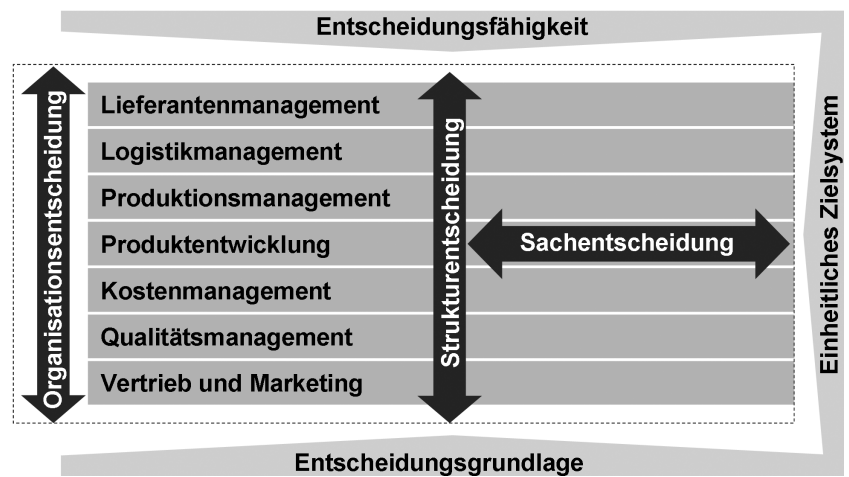 Entscheidungsfähigkeit
Organisationsentscheidung
Lieferantenmanagement
Logistikmanagement
Produktionsmanagement
Produktentwicklung
Kostenmanagement
Qualitätsmanagement
Vertrieb und Marketing
Strukturentscheidung
Sachentscheidung
Einheitliches Zielsystem
Entscheidungsgrundlage